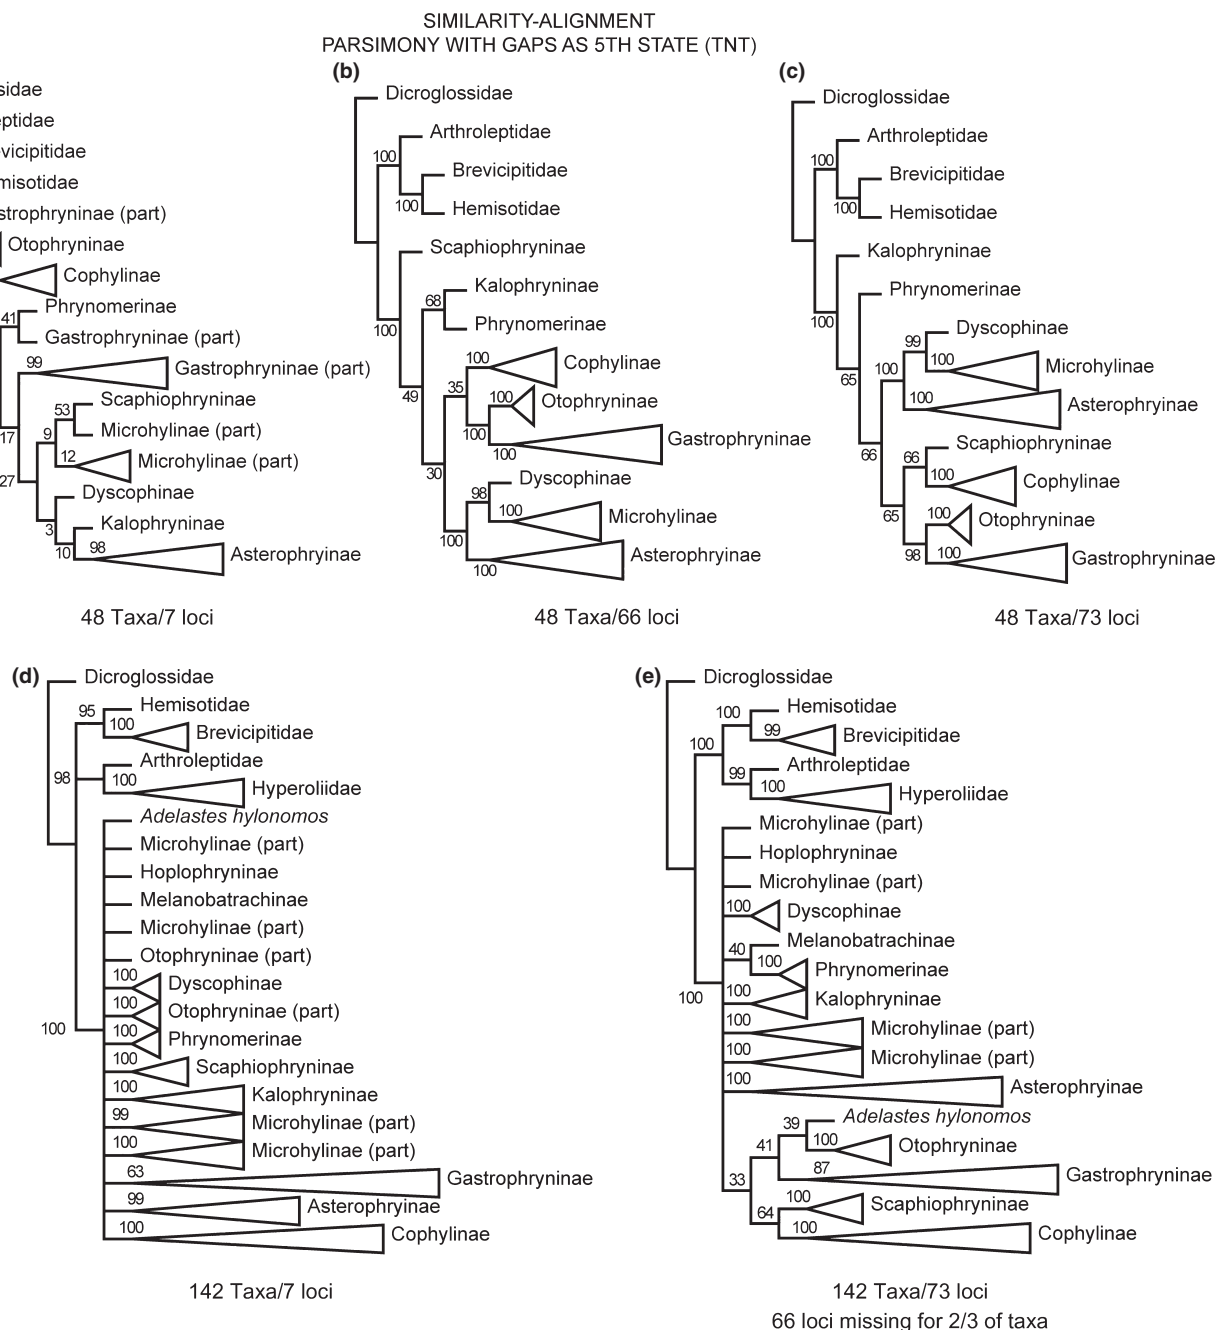 SIMILARITY-ALIGNMENT
PARSIMONY WITH GAPS AS 5TH STATE (TNT)
sidae
eptidae
vicipitidae
misotidae
strophryninae (part)
Otophryninae
Cophylinae
41
Phrynomerinae
Gastrophryninae (part)
99
Gastrophryninae (part)
17
53
Scaphiophryninae
9
Microhylinae (part)
12
Microhylinae (part)
27
Dyscophinae
3
Kalophryninae
10
98
Asterophryinae
48 Taxa/7 loci
(b)
Dicroglossidae
Arthroleptidae
100
Brevicipitidae
100
Hemisotidae
Scaphiophryninae
100
Kalophryninae
68
Phrynomerinae
49
100
Cophylinae
35
100
Otophryninae
100
100
Gastrophryninae
30
Dyscophinae
98
100
Microhylinae
100
100
Asterophryinae
48 Taxa/66 loci
(c)
Dicroglossidae
Arthroleptidae
100
Brevicipitidae
100
Hemisotidae
Kalophryninae
100
Phrynomerinae
65
Dyscophinae
99
100
Microhylinae
100
100
Asterophryinae
66
Scaphiophryninae
66
100
Cophylinae
65
100
Otophryninae
98
100
Gastrophryninae
48 Taxa/73 loci
(d)
Dicroglossidae
Hemisotidae
95
100
Brevicipitidae
98
Arthroleptidae
100
Hyperoliidae
Adelastes hylonomos
Microhylinae (part)
Hoplophryninae
Melanobatrachinae
Microhylinae (part)
Otophryninae (part)
100
Dyscophinae
100
Otophryninae (part)
100
100
Phrynomerinae
100
Scaphiophryninae
100
Kalophryninae
99
Microhylinae (part)
100
Microhylinae (part)
63
Gastrophryninae
99
Asterophryinae
100
Cophylinae
142 Taxa/7 loci
(e)
Dicroglossidae
Hemisotidae
100
99
Brevicipitidae
100
Arthroleptidae
99
100
Hyperoliidae
Microhylinae (part)
Hoplophryninae
Microhylinae (part)
100
Dyscophinae
Melanobatrachinae
40
100
Phrynomerinae
100
100
Kalophryninae
100
Microhylinae (part)
100
Microhylinae (part)
100
Asterophryinae
Adelastes hylonomos
39
100
Otophryninae
41
87
Gastrophryninae
33
100
Scaphiophryninae
64
100
Cophylinae
142 Taxa/73 loci
66 loci missing for 2/3 of taxa